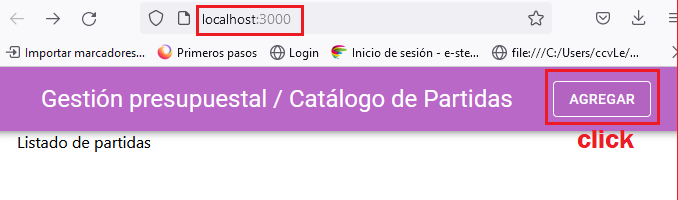 localhost:3000
Importar marcadores... Primeros pasos Login Inicio de sesión - e-ste... file:///C:/Users/ccvLe/...
Gestión presupuestal / Catálogo de Partidas AGREGAR
click
Listado de partidas